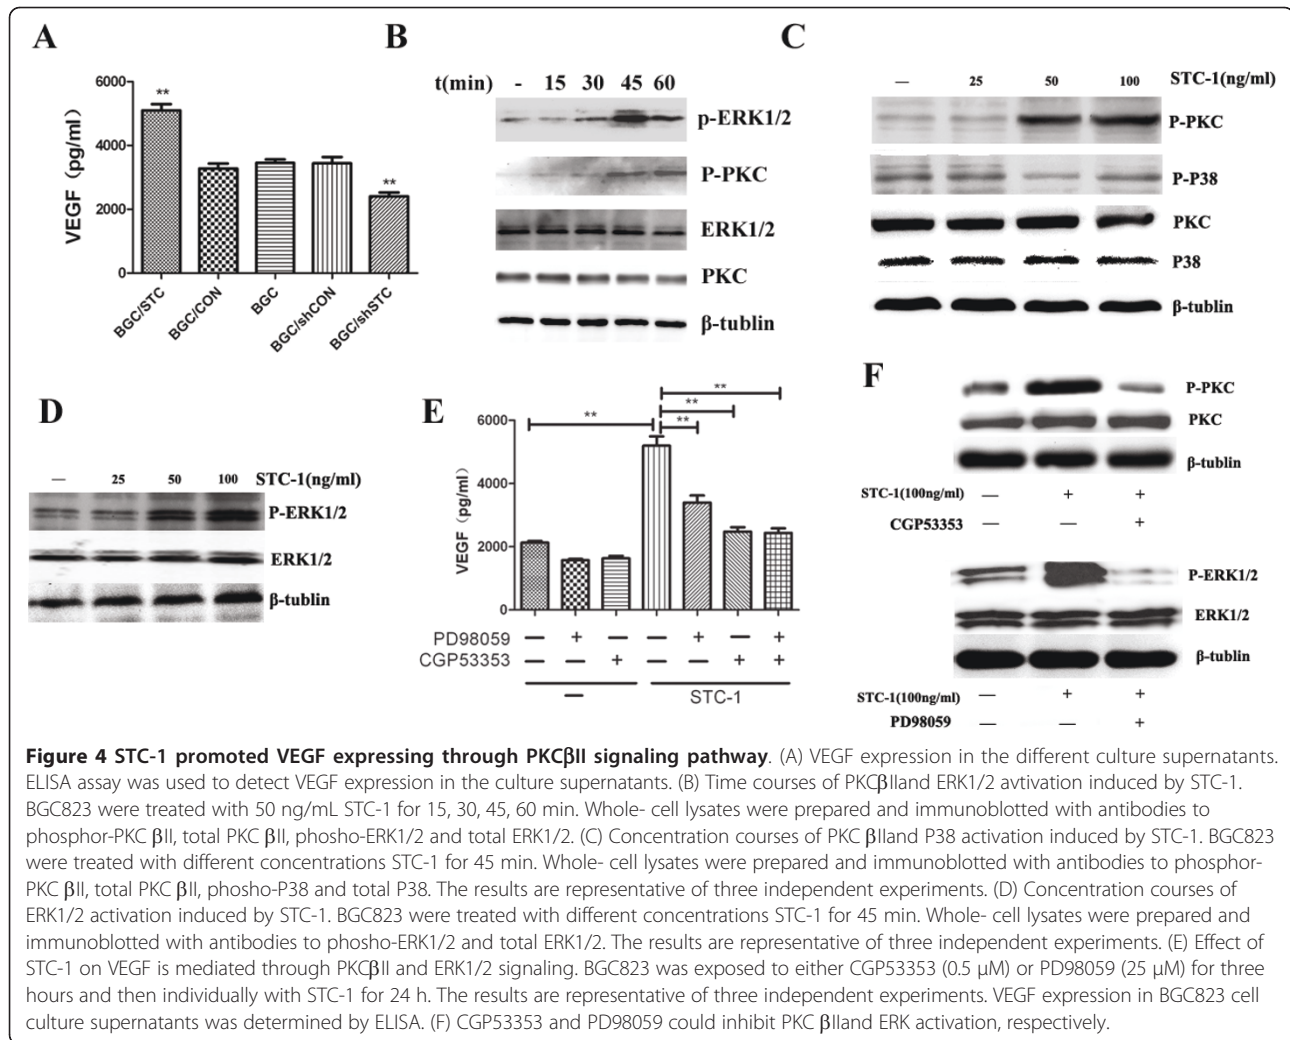 A
VEGF (pg/ml)
6000
4000
2000
0
**
**
BGC/STC
BGC/CON
BGC
BGC/shCON
BGC/shSTC
B
t(min) - 15 30 45 60
p-ERK1/2
P-PKC
ERK1/2
PKC
β-tublin
C
— 25 50 100 STC-1(ng/ml)
P-PKC
P-P38
PKC
P38
β-tublin
D
— 25 50 100 STC-1(ng/ml)
P-ERK1/2
ERK1/2
β-tublin
E
VEGF (pg/ml)
6000
4000
2000
0
**
**
**
**
PD98059 — + — — + — +
CGP53353 — — + — — + +
— STC-1
F
P-PKC
PKC
β-tublin
STC-1(100ng/ml) — + +
CGP53353 — — +
P-ERK1/2
ERK1/2
β-tublin
STC-1(100ng/ml) — + +
PD98059 — — +
Figure 4 STC-1 promoted VEGF expressing through PKCβII signaling pathway. (A) VEGF expression in the different culture supernatants.
ELISA assay was used to detect VEGF expression in the culture supernatants. (B) Time courses of PKCβIIand ERK1/2 avtivation induced by STC-1.
BGC823 were treated with 50 ng/mL STC-1 for 15, 30, 45, 60 min. Whole- cell lysates were prepared and immunoblotted with antibodies to
phosphor-PKC βII, total PKC βII, phosho-ERK1/2 and total ERK1/2. (C) Concentration courses of PKC βIIand P38 activation induced by STC-1. BGC823
were treated with different concentrations STC-1 for 45 min. Whole- cell lysates were prepared and immunoblotted with antibodies to phosphor-
PKC βII, total PKC βII, phosho-P38 and total P38. The results are representative of three independent experiments. (D) Concentration courses of
ERK1/2 activation induced by STC-1. BGC823 were treated with different concentrations STC-1 for 45 min. Whole- cell lysates were prepared and
immunoblotted with antibodies to phosho-ERK1/2 and total ERK1/2. The results are representative of three independent experiments. (E) Effect of
STC-1 on VEGF is mediated through PKCβII and ERK1/2 signaling. BGC823 was exposed to either CGP53353 (0.5 μM) or PD98059 (25 μM) for three
hours and then individually with STC-1 for 24 h. The results are representative of three independent experiments. VEGF expression in BGC823 cell
culture supernatants was determined by ELISA. (F) CGP53353 and PD98059 could inhibit PKC βIIand ERK activation, respectively.